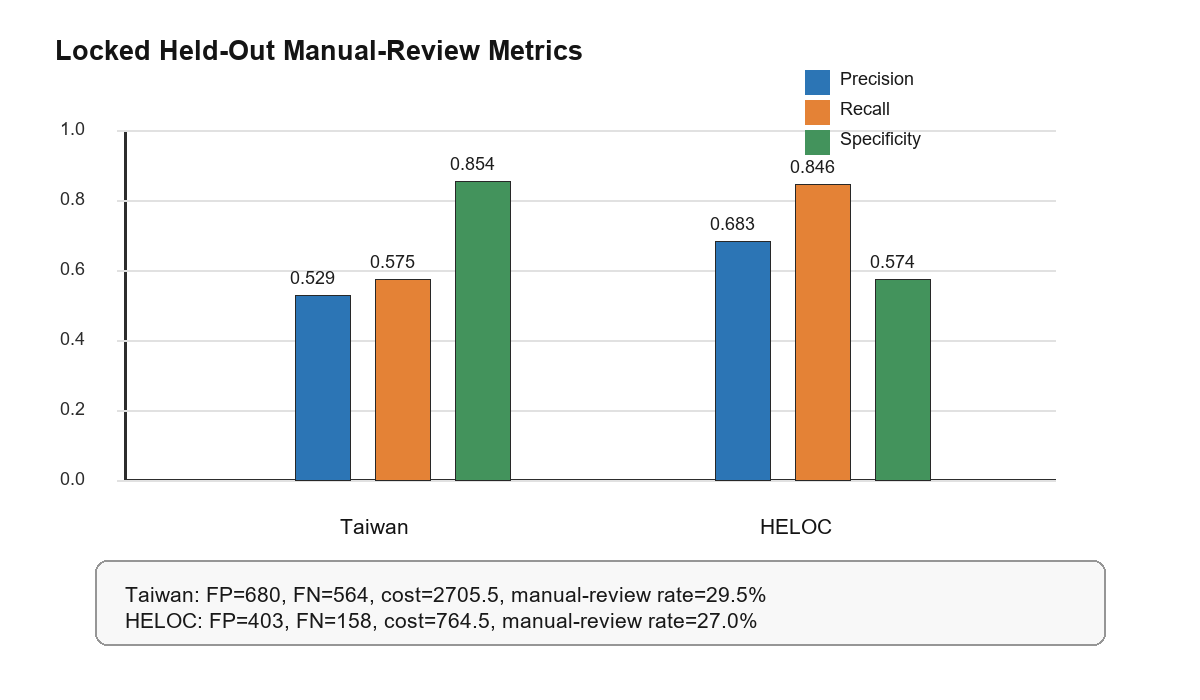 Locked Held-Out Manual-Review Metrics
Precision
Recall
Specificity
1.0
0.8
0.6
0.4
0.2
0.0
0.529
0.575
0.854
0.683
0.846
0.574
Taiwan
HELOC
Taiwan: FP=680, FN=564, cost=2705.5, manual-review rate=29.5%
HELOC: FP=403, FN=158, cost=764.5, manual-review rate=27.0%